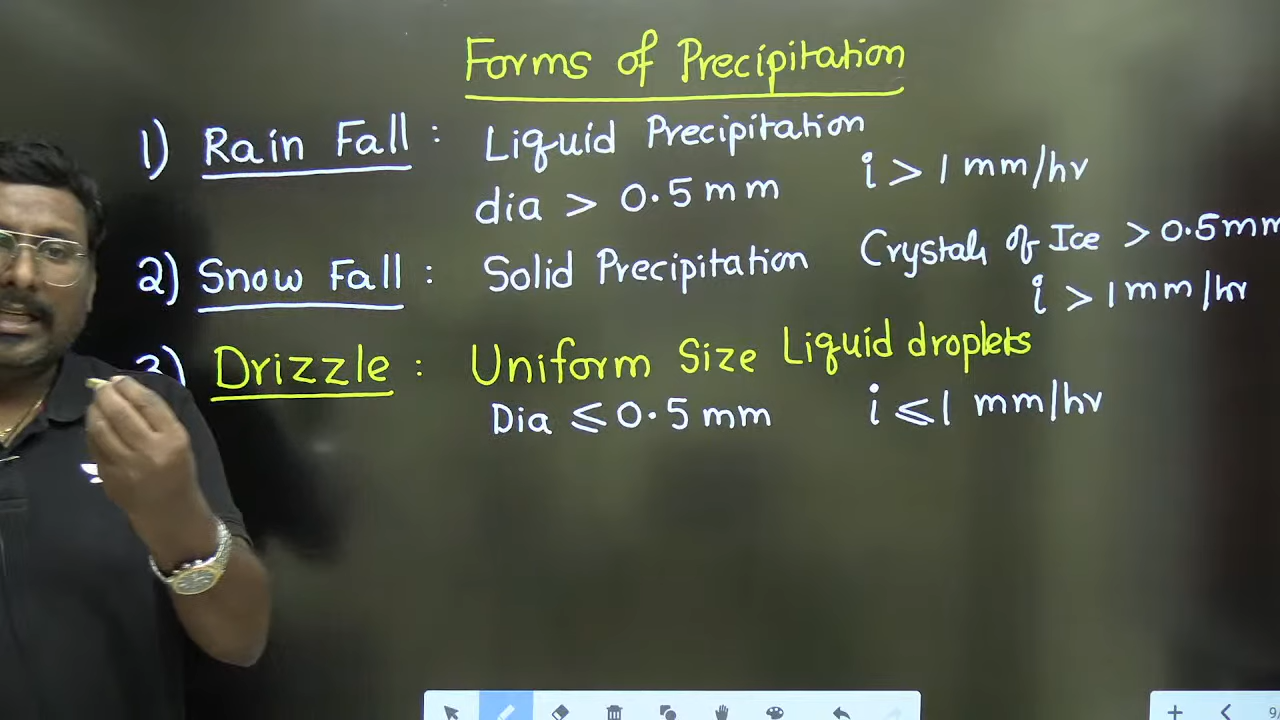 Forms of Precipitation
1) Rain Fall : Liquid Precipitation
dia > 0.5 mm i > 1 mm/hr
2) Snow Fall : Solid Precipitation Crystals of Ice > 0.5mm
i > 1 mm/hr
3) Drizzle : Uniform Size Liquid droplets
Dia ≤ 0.5 mm i ≤ 1 mm/hr